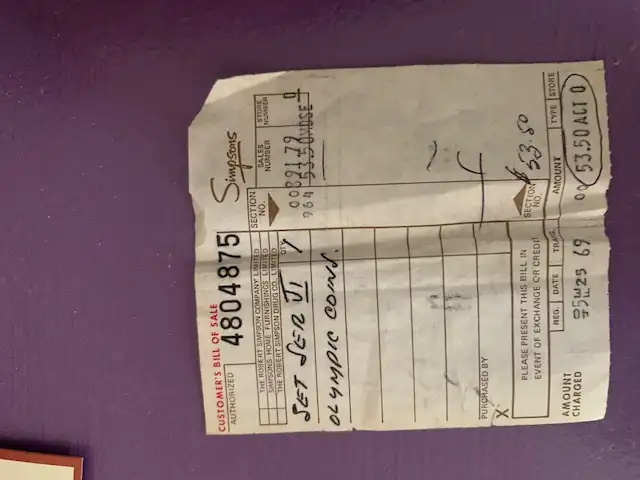 CUSTOMER'S BILL OF SALE
Simpsons
AUTHORIZED
4804875
THE ROBERT SIMPSON COMPANY LIMITED
SIMPSONS HOME FURNISHINGS LIMITED
THE ROBERT SIMPSON DRUG CO. LIMITED
QTY.
SECTION NO.
SALES NUMBER
STORE NUMBER
SET SER VI 1
OLYMPIC COINS.
PURCHASED BY
X
PLEASE PRESENT THIS BILL IN
EVENT OF EXCHANGE OR CREDIT
SECTION NO.
$53.50
REG. DATE TRAN. AMOUNT TYPE STORE
AMOUNT
CHARGED
25 69 53.50 ACT 0